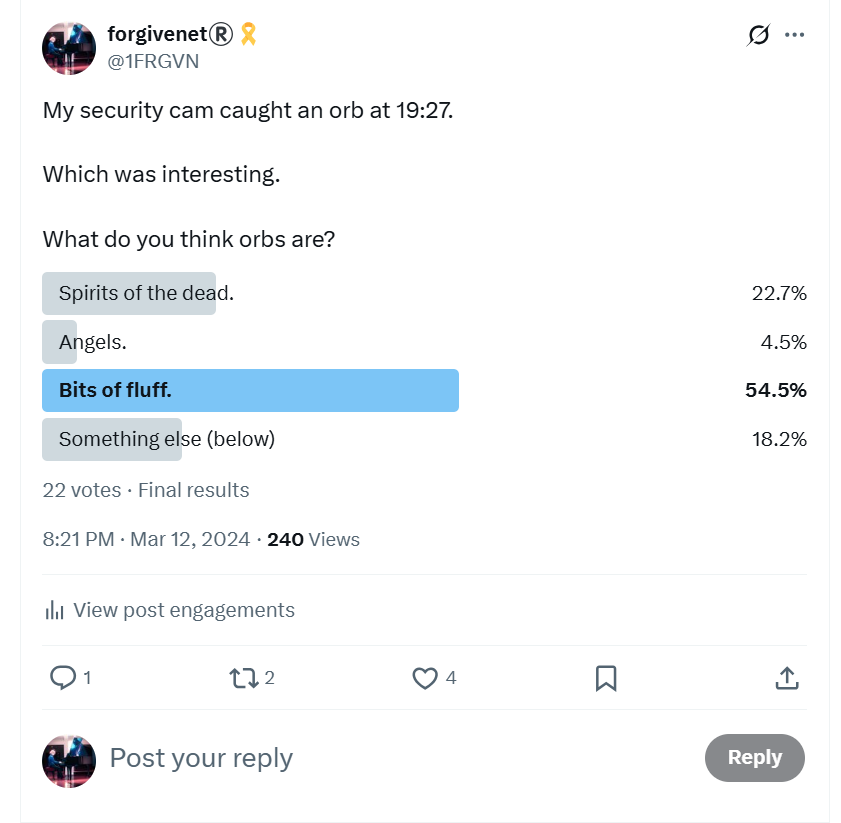 forgivenet®🎗
@1FRGVN
My security cam caught an orb at 19:27.
Which was interesting.
What do you think orbs are?
Spirits of the dead. 22.7%
Angels. 4.5%
Bits of fluff. 54.5%
Something else (below) 18.2%
22 votes · Final results
8:21 PM · Mar 12, 2024 · 240 Views
View post engagements
1 2 4
Post your reply Reply